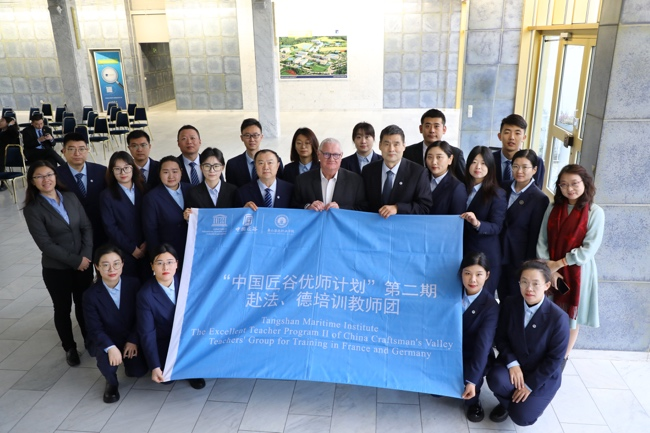 “中国匠谷优师计划”第二期
赴法、德培训教师团
Tangshan Maritime Institute
The Excellent Teacher Program II of China Craftsman's Valley
Teachers' Group for Training in France and Germany